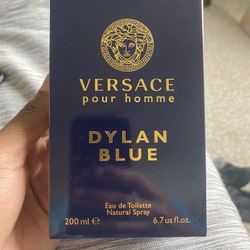 VERSACE
pour homme
DYLAN
BLUE
Eau de Toilette
Natural Spray
200 ml ℮ 6.7 us fl.oz.